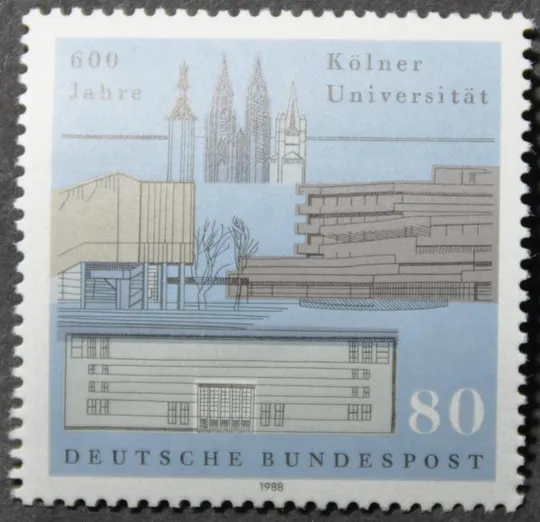 600 Kölner
Jahre Universität
80
DEUTSCHE BUNDESPOST
1988